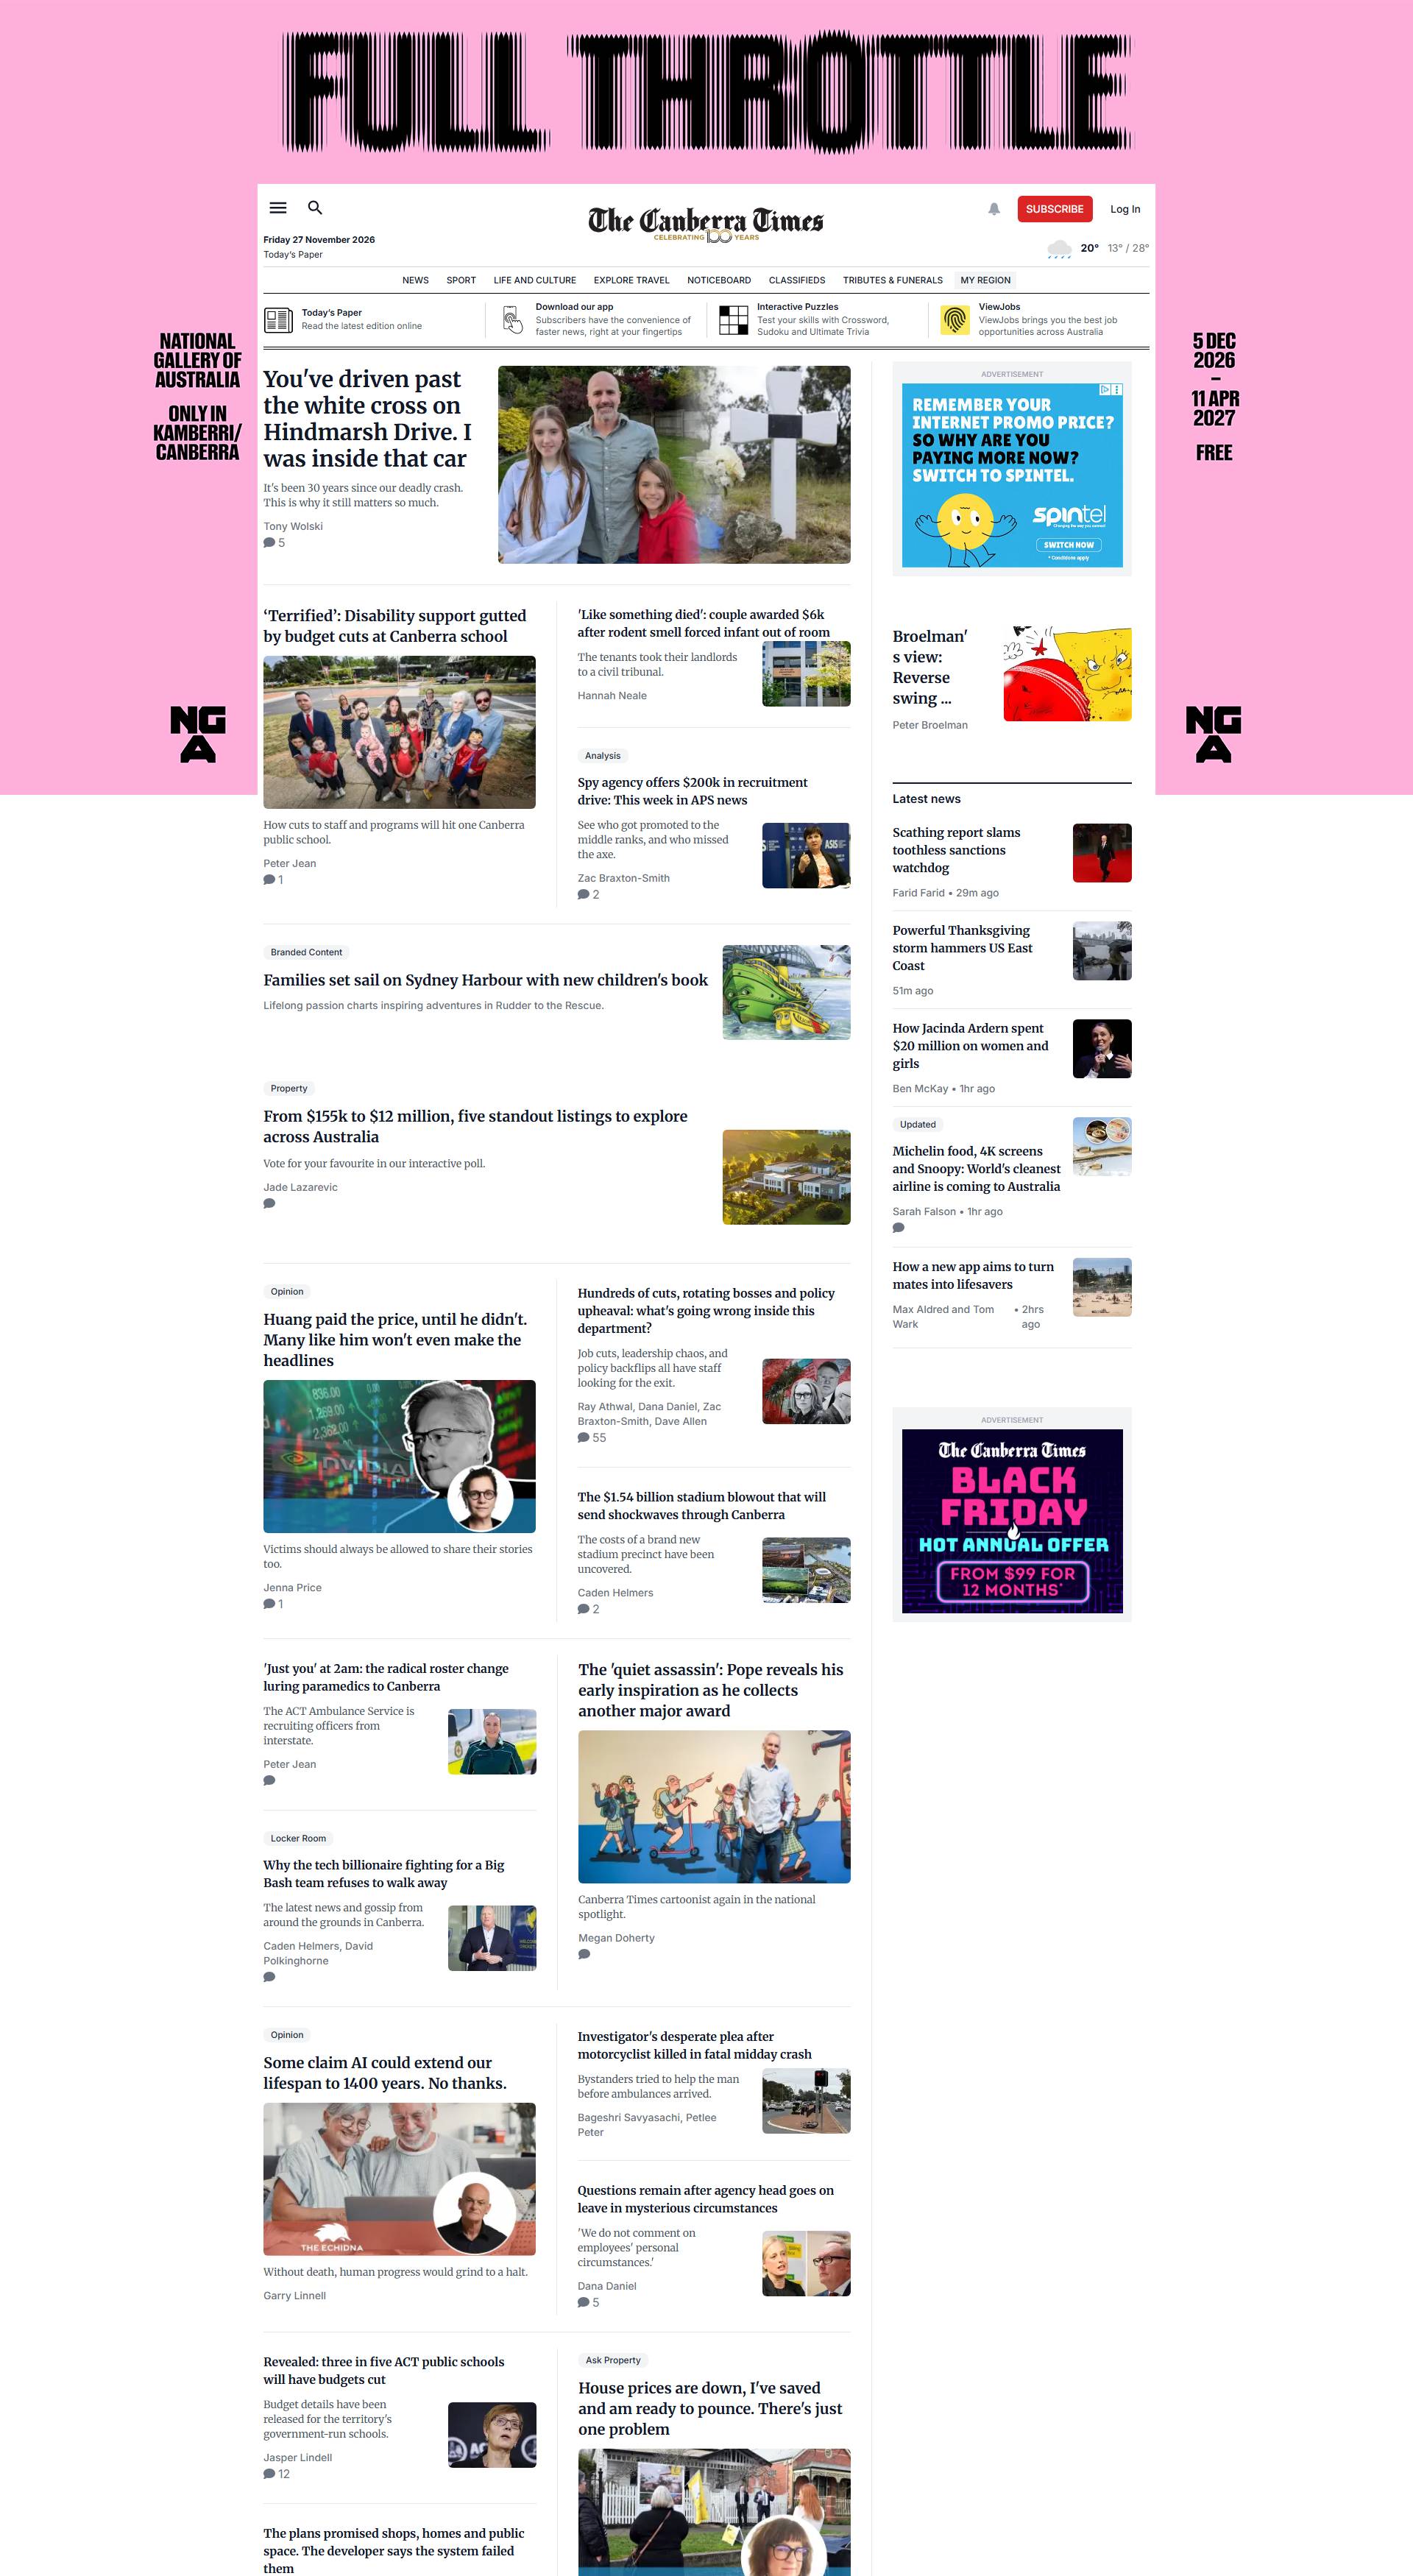 FULL THROTTLE
SUBSCRIBE
Log In
The Canberra Times
CELEBRATING 100 YEARS
Friday 27 November 2026
Today's Paper
20° 13° / 28°
NEWS SPORT LIFE AND CULTURE EXPLORE TRAVEL NOTICEBOARD CLASSIFIEDS TRIBUTES & FUNERALS MY REGION
Today's Paper
Read the latest edition online
Download our app
Subscribers have the convenience of
faster news, right at your fingertips
Interactive Puzzles
Test your skills with Crossword,
Sudoku and Ultimate Trivia
ViewJobs
ViewJobs brings you the best job
opportunities across Australia
NATIONAL
GALLERY OF
AUSTRALIA
ONLY IN
KAMBERRI/
CANBERRA
NG
A
5 DEC
2026
–
11 APR
2027
FREE
NG
A
You've driven past
the white cross on
Hindmarsh Drive. I
was inside that car
It's been 30 years since our deadly crash.
This is why it still matters so much.
Tony Wolski
5
‘Terrified’: Disability support gutted
by budget cuts at Canberra school
How cuts to staff and programs will hit one Canberra
public school.
Peter Jean
1
'Like something died': couple awarded $6k
after rodent smell forced infant out of room
The tenants took their landlords
to a civil tribunal.
Hannah Neale
Analysis
Spy agency offers $200k in recruitment
drive: This week in APS news
See who got promoted to the
middle ranks, and who missed
the axe.
Zac Braxton-Smith
2
ASIS
Branded Content
Families set sail on Sydney Harbour with new children's book
Lifelong passion charts inspiring adventures in Rudder to the Rescue.
Property
From $155k to $12 million, five standout listings to explore
across Australia
Vote for your favourite in our interactive poll.
Jade Lazarevic
Opinion
Huang paid the price, until he didn't.
Many like him won't even make the
headlines
836.00
1,269.00
2,362.00
NVIDIA
Victims should always be allowed to share their stories
too.
Jenna Price
1
Hundreds of cuts, rotating bosses and policy
upheaval: what's going wrong inside this
department?
Job cuts, leadership chaos, and
policy backflips all have staff
looking for the exit.
Ray Athwal, Dana Daniel, Zac
Braxton-Smith, Dave Allen
55
The $1.54 billion stadium blowout that will
send shockwaves through Canberra
The costs of a brand new
stadium precinct have been
uncovered.
Caden Helmers
2
'Just you' at 2am: the radical roster change
luring paramedics to Canberra
The ACT Ambulance Service is
recruiting officers from
interstate.
Peter Jean
Locker Room
Why the tech billionaire fighting for a Big
Bash team refuses to walk away
The latest news and gossip from
around the grounds in Canberra.
Caden Helmers, David
Polkinghorne
The 'quiet assassin': Pope reveals his
early inspiration as he collects
another major award
Canberra Times cartoonist again in the national
spotlight.
Megan Doherty
Opinion
Some claim AI could extend our
lifespan to 1400 years. No thanks.
THE ECHIDNA
Without death, human progress would grind to a halt.
Garry Linnell
Investigator's desperate plea after
motorcyclist killed in fatal midday crash
Bystanders tried to help the man
before ambulances arrived.
Bageshri Savyasachi, Petlee
Peter
Questions remain after agency head goes on
leave in mysterious circumstances
'We do not comment on
employees' personal
circumstances.'
Dana Daniel
5
Revealed: three in five ACT public schools
will have budgets cut
Budget details have been
released for the territory's
government-run schools.
Jasper Lindell
12
The plans promised shops, homes and public
space. The developer says the system failed
them
Ask Property
House prices are down, I've saved
and am ready to pounce. There's just
one problem
ADVERTISEMENT
REMEMBER YOUR
INTERNET PROMO PRICE?
SO WHY ARE YOU
PAYING MORE NOW?
SWITCH TO SPINTEL.
spintel
Changing the way you connect
SWITCH NOW
* Conditions apply
Broelman'
s view:
Reverse
swing ...
Peter Broelman
Latest news
Scathing report slams
toothless sanctions
watchdog
Farid Farid • 29m ago
Powerful Thanksgiving
storm hammers US East
Coast
51m ago
How Jacinda Ardern spent
$20 million on women and
girls
Ben McKay • 1hr ago
Updated
Michelin food, 4K screens
and Snoopy: World's cleanest
airline is coming to Australia
Sarah Falson • 1hr ago
How a new app aims to turn
mates into lifesavers
Max Aldred and Tom
Wark
• 2hrs
ago
ADVERTISEMENT
The Canberra Times
BLACK
FRIDAY
HOT ANNUAL OFFER
FROM $99 FOR
12 MONTHS*